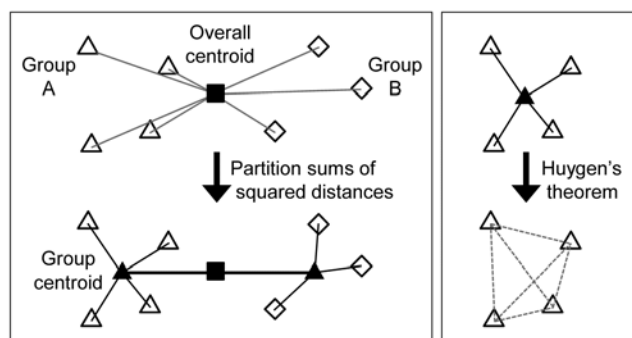 Overall
centroid
Group
A
Group
B
Partition sums of
squared distances
Group
centroid
Huygen's
theorem